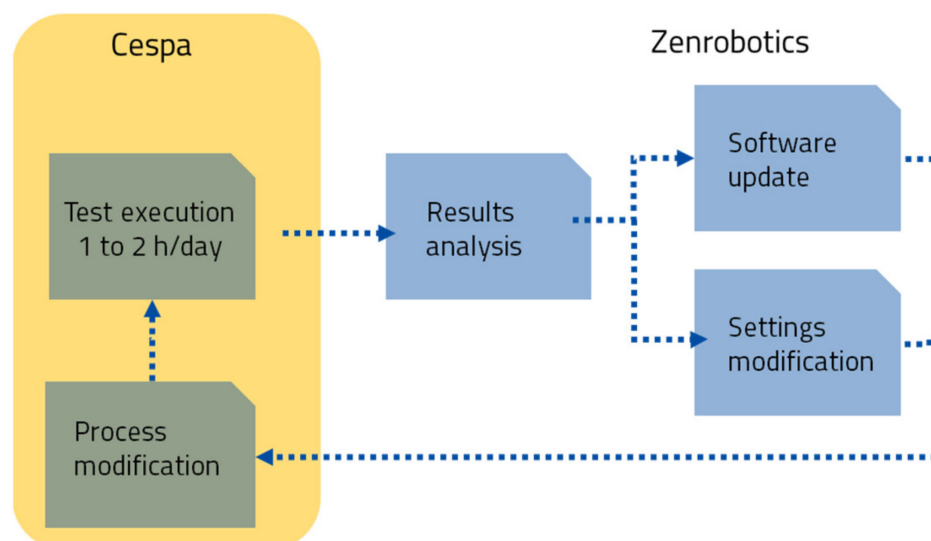 Cespa
Zenrobotics
Test execution
1 to 2 h/day
Results
analysis
Software
update
Settings
modification
Process
modification